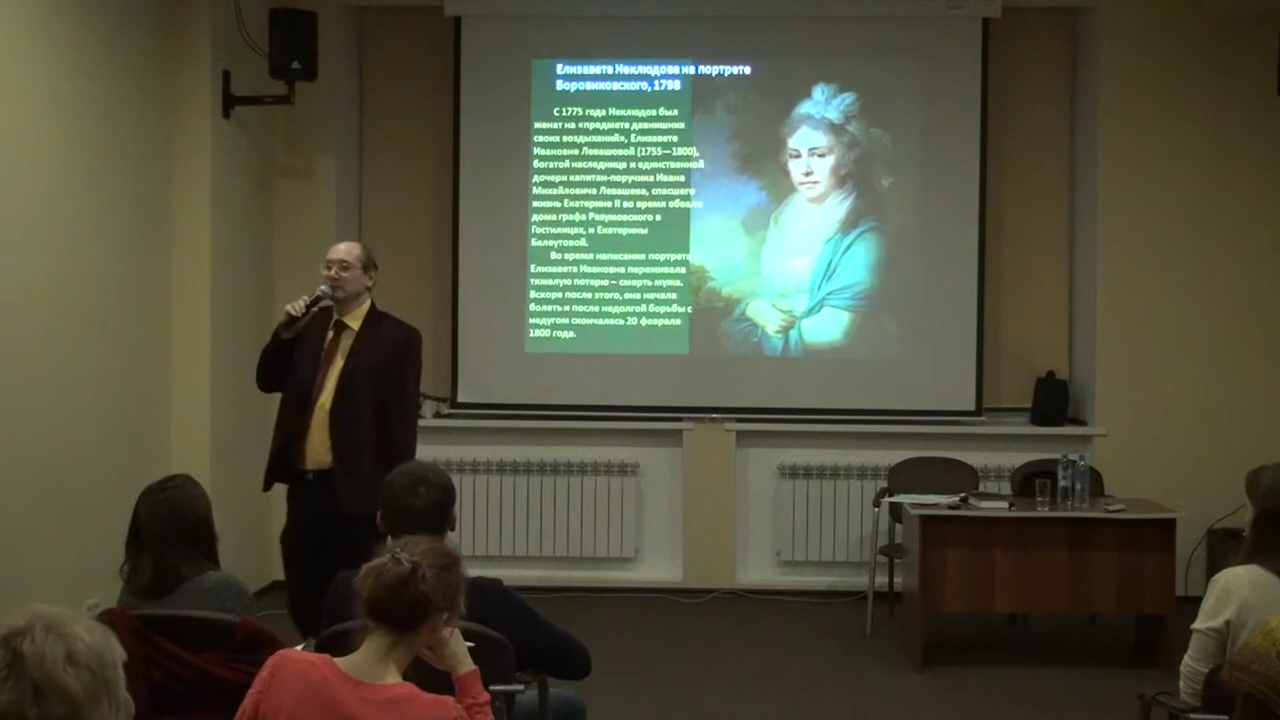 Елизавета Неклюдова на портрете
Боровиковского, 1798
С 1775 года Неклюдов был
женат на «предмете давнишних
своих воздыханий», Елизавете
Ивановне Левашовой (1755—1800),
богатой наследнице и единственной
дочери капитан-поручика Ивана
Михайловича Левашева, спасшего
жизнь Екатерине II во время обвала
дома графа Разумовского в
Гостилицах, и Екатерины
Белеутовой.
Во время написания портрета
Елизавета Ивановна переживала
тяжелую потерю – смерть мужа.
Вскоре после этого, она начала
болеть и после недолгой борьбы с
недугом скончалась 20 февраля
1800 года.